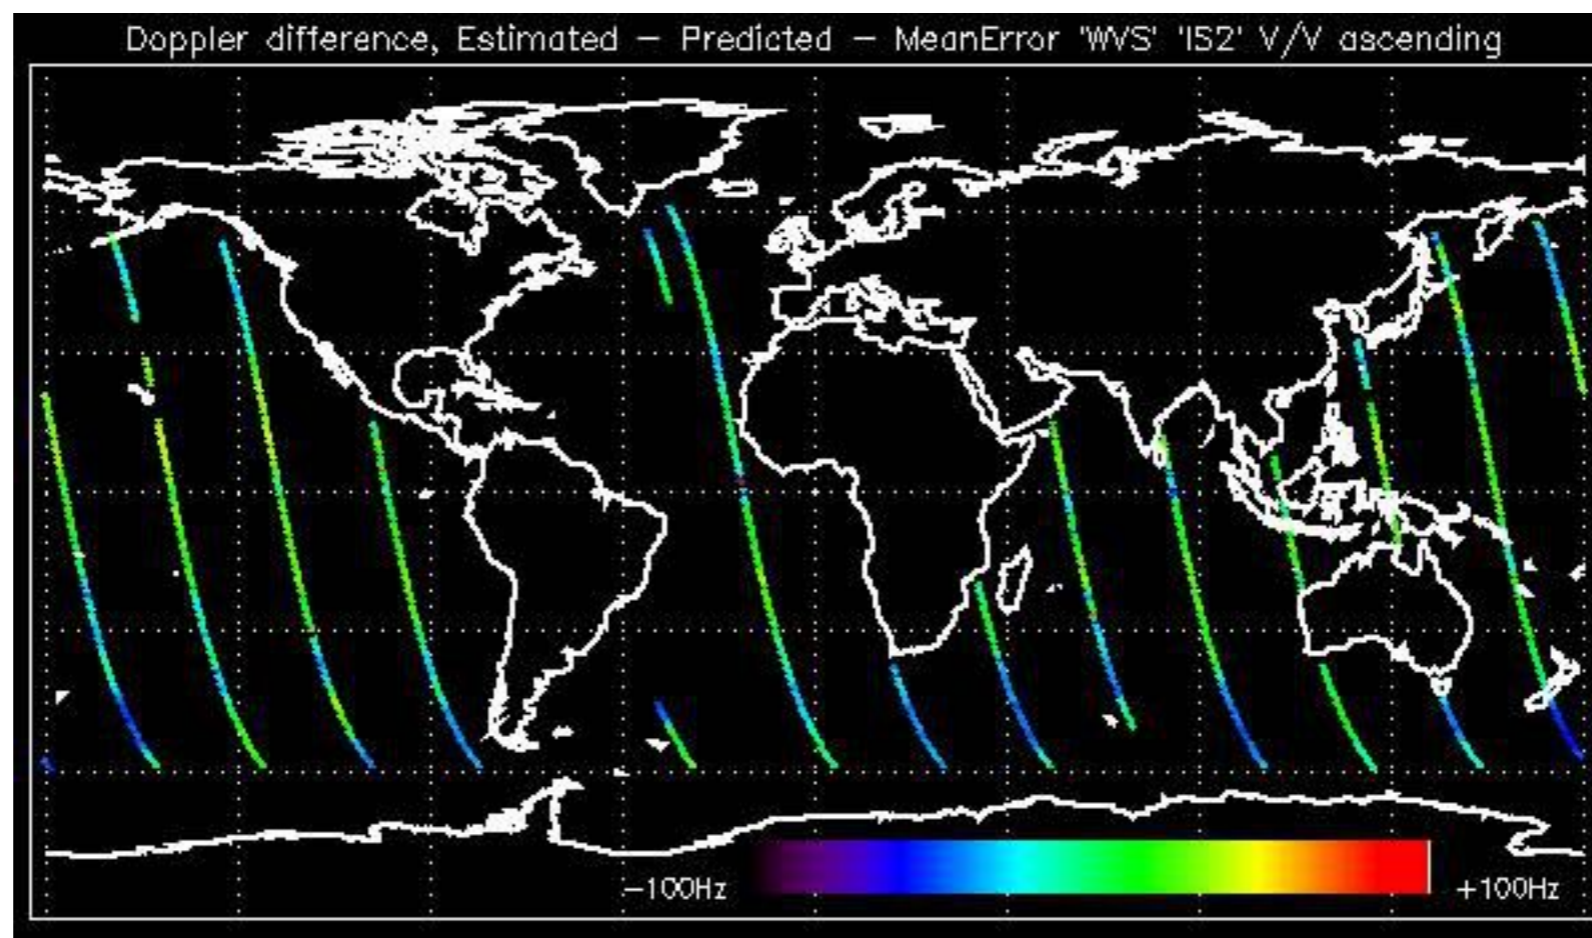 Doppler difference, Estimated – Predicted – MeanError 'WVS' 'IS2' V/V ascending
–100Hz +100Hz